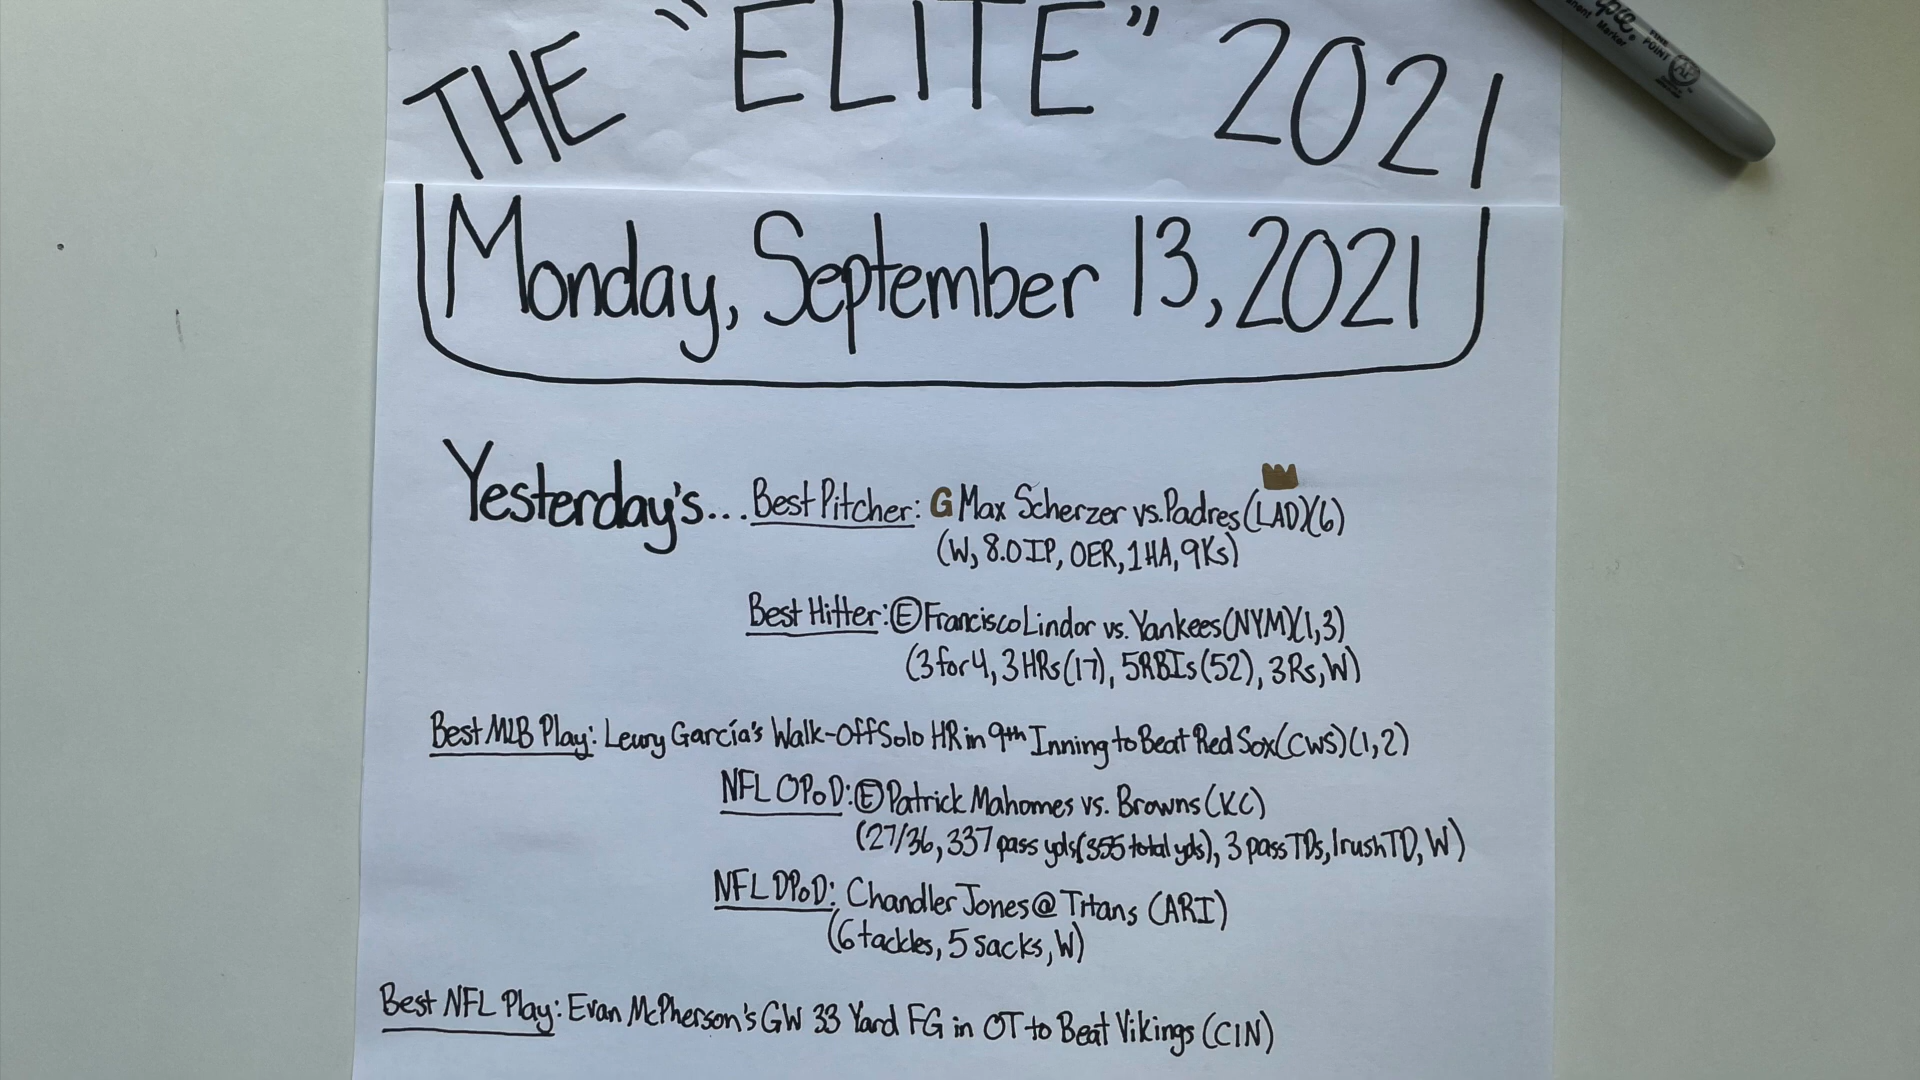 THE "ELITE" 2021
Monday, September 13, 2021
Yesterday's... Best Pitcher: G Max Scherzer vs. Padres (LAD)(6)
(W, 8.0 IP, 0ER, 1HA, 9Ks)
Best Hitter: Ⓔ Francisco Lindor vs. Yankees (NYM)(1,3)
(3 for 4, 3 HRs (17), 5RBIs (52), 3 Rs, W)
Best MLB Play: Leury García's Walk-Off Solo HR in 9th Inning to Beat Red Sox (CWS)(1,2)
NFL OPoD: Ⓔ Patrick Mahomes vs. Browns (KC)
(27/36, 337 pass yds (355 total yds), 3 pass TDs, 1 rush TD, W)
NFL DPoD: Chandler Jones @ Titans (ARI)
(6 tackles, 5 sacks, W)
Best NFL Play: Evan McPherson's GW 33 Yard FG in OT to Beat Vikings (CIN)
Marker
POINT
AP